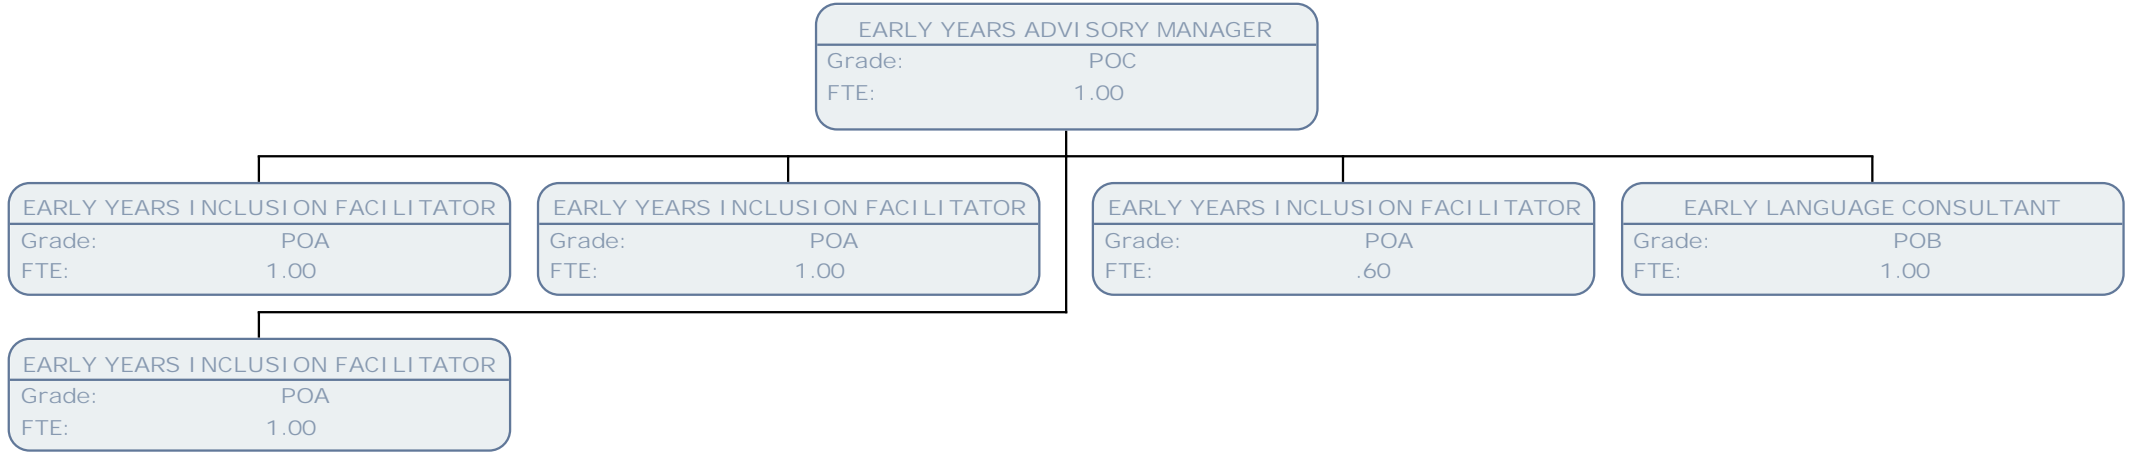 EARLY YEARS ADVISORY MANAGER
Grade: POC
FTE: 1.00
EARLY YEARS INCLUSION FACILITATOR
Grade: POA
FTE: 1.00
EARLY YEARS INCLUSION FACILITATOR
Grade: POA
FTE: 1.00
EARLY YEARS INCLUSION FACILITATOR
Grade: POA
FTE: .60
EARLY LANGUAGE CONSULTANT
Grade: POB
FTE: 1.00
EARLY YEARS INCLUSION FACILITATOR
Grade: POA
FTE: 1.00